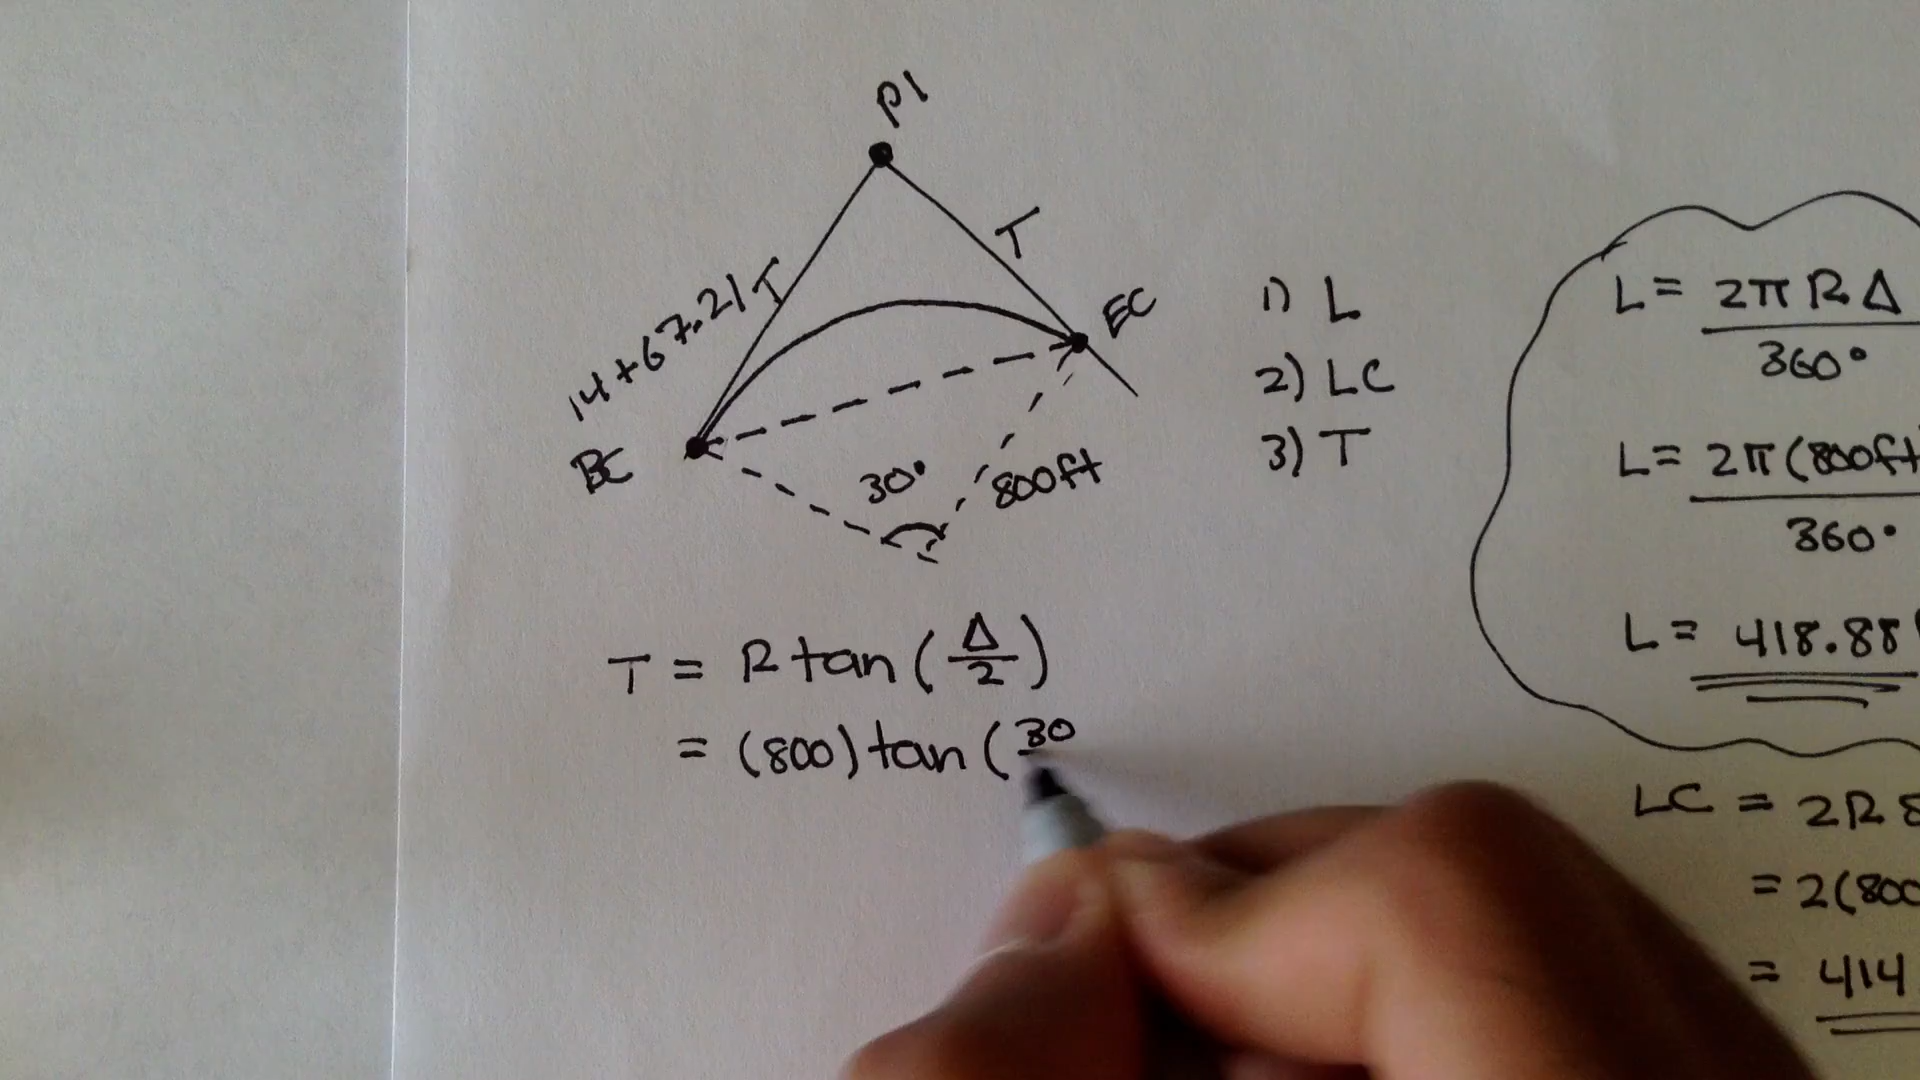 PI
T
T
14+67.21
EC
BC
30°
800ft
1) L
2) LC
3) T
T = R tan (Δ/2)
= (800) tan (30
L = 2πRΔ
360°
L = 2π(800ft
360°
L = 418.88
LC = 2R
= 2(800
= 414